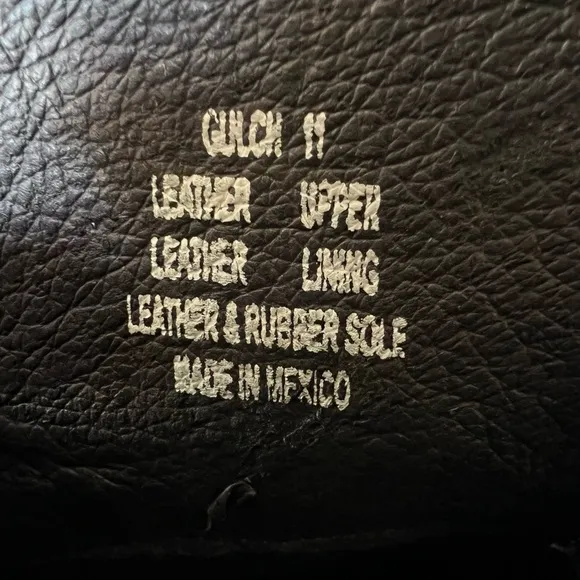 GULCH 11
LEATHER UPPER
LEATHER LINING
LEATHER & RUBBER SOLE
MADE IN MEXICO